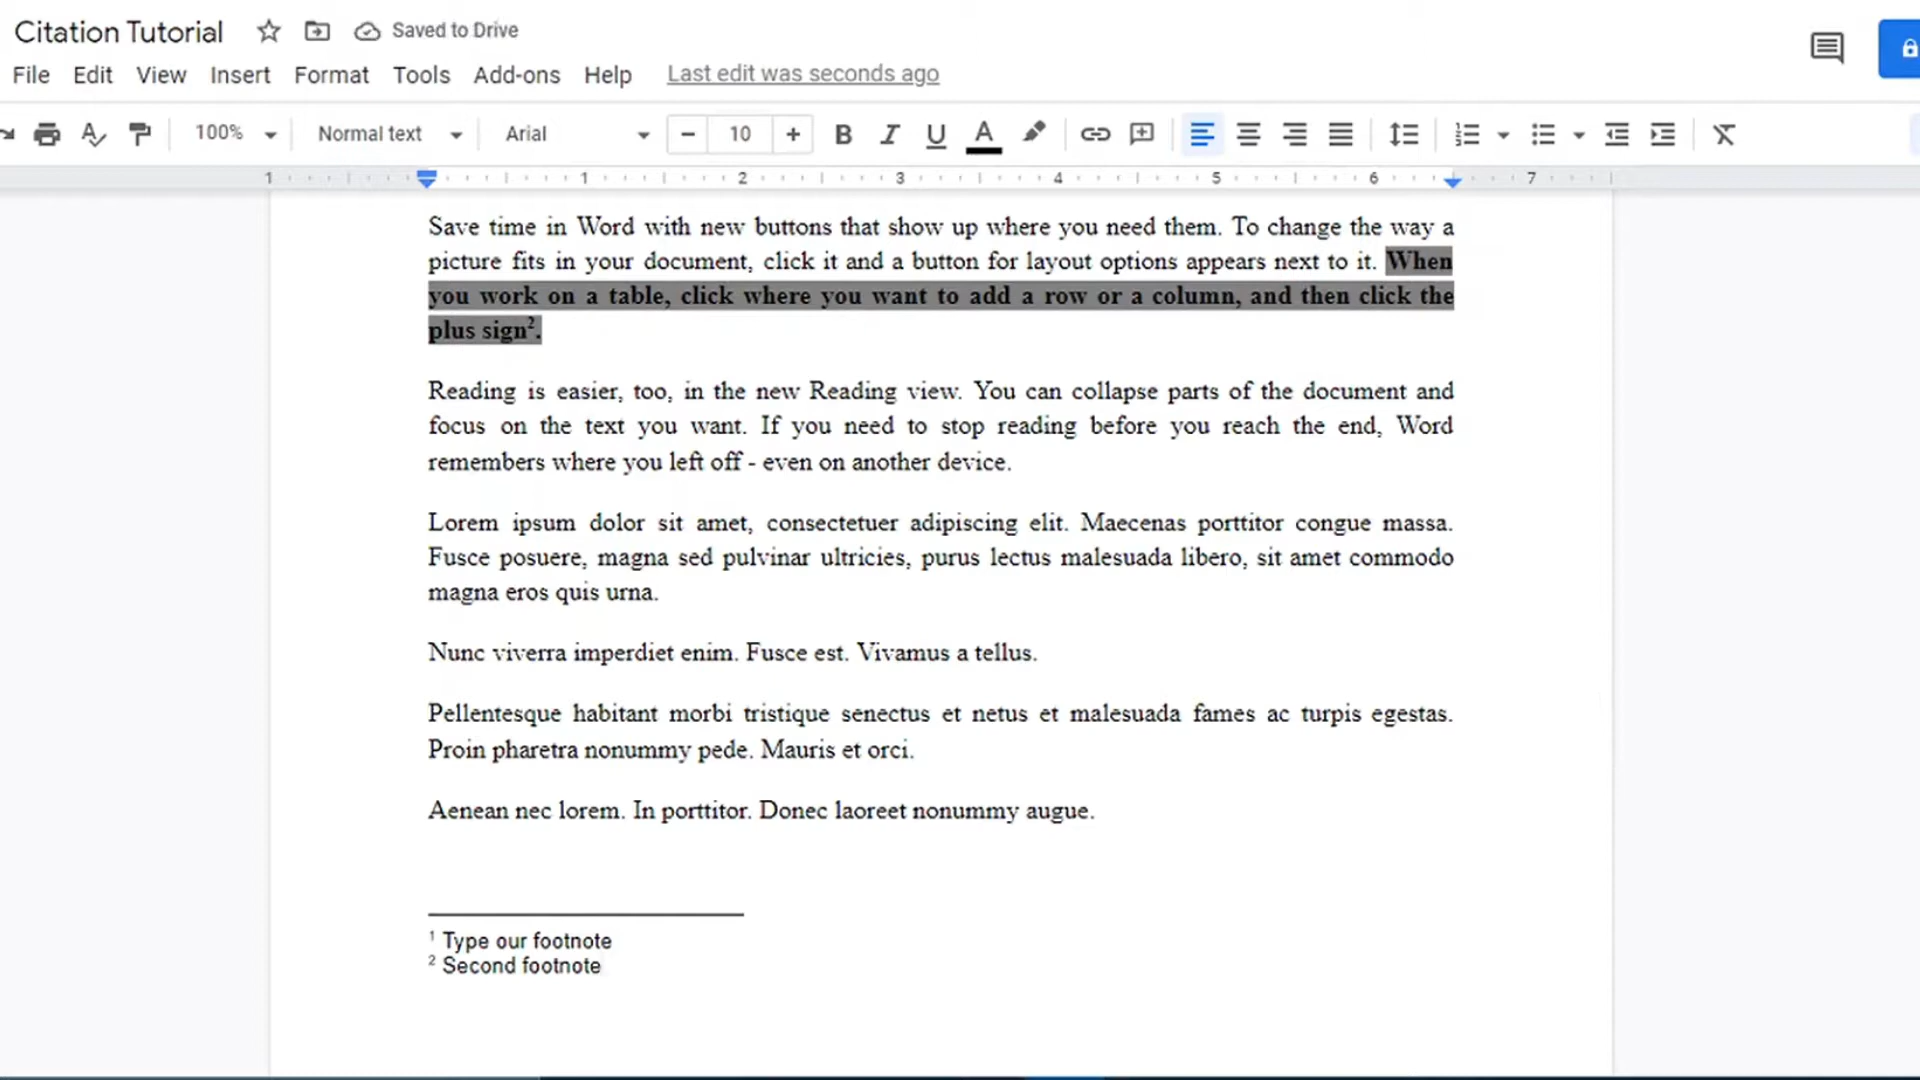 Citation Tutorial Saved to Drive
File Edit View Insert Format Tools Add-ons Help Last edit was seconds ago
100% Normal text Arial - 10 + B I U A
1 1 2 3 4 5 6 7
Save time in Word with new buttons that show up where you need them. To change the way a
picture fits in your document, click it and a button for layout options appears next to it. When
you work on a table, click where you want to add a row or a column, and then click the
plus sign².
Reading is easier, too, in the new Reading view. You can collapse parts of the document and
focus on the text you want. If you need to stop reading before you reach the end, Word
remembers where you left off - even on another device.
Lorem ipsum dolor sit amet, consectetuer adipiscing elit. Maecenas porttitor congue massa.
Fusce posuere, magna sed pulvinar ultricies, purus lectus malesuada libero, sit amet commodo
magna eros quis urna.
Nunc viverra imperdiet enim. Fusce est. Vivamus a tellus.
Pellentesque habitant morbi tristique senectus et netus et malesuada fames ac turpis egestas.
Proin pharetra nonummy pede. Mauris et orci.
Aenean nec lorem. In porttitor. Donec laoreet nonummy augue.
¹ Type our footnote
² Second footnote